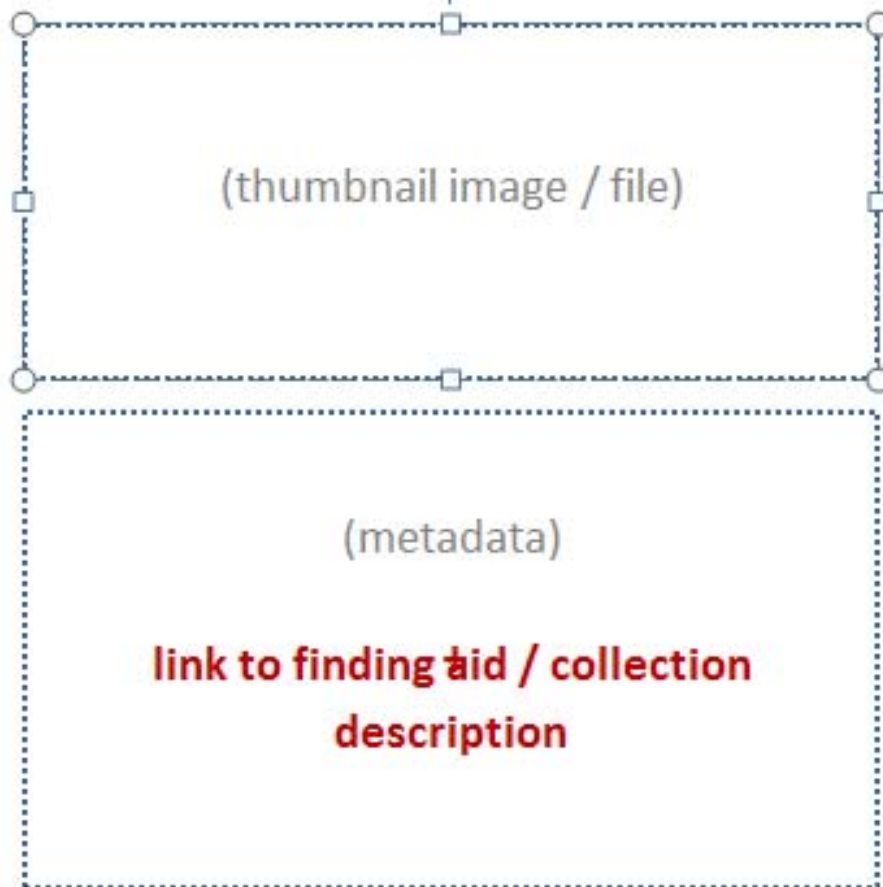 (thumbnail image / file)
(metadata)
link to finding aid / collection
description